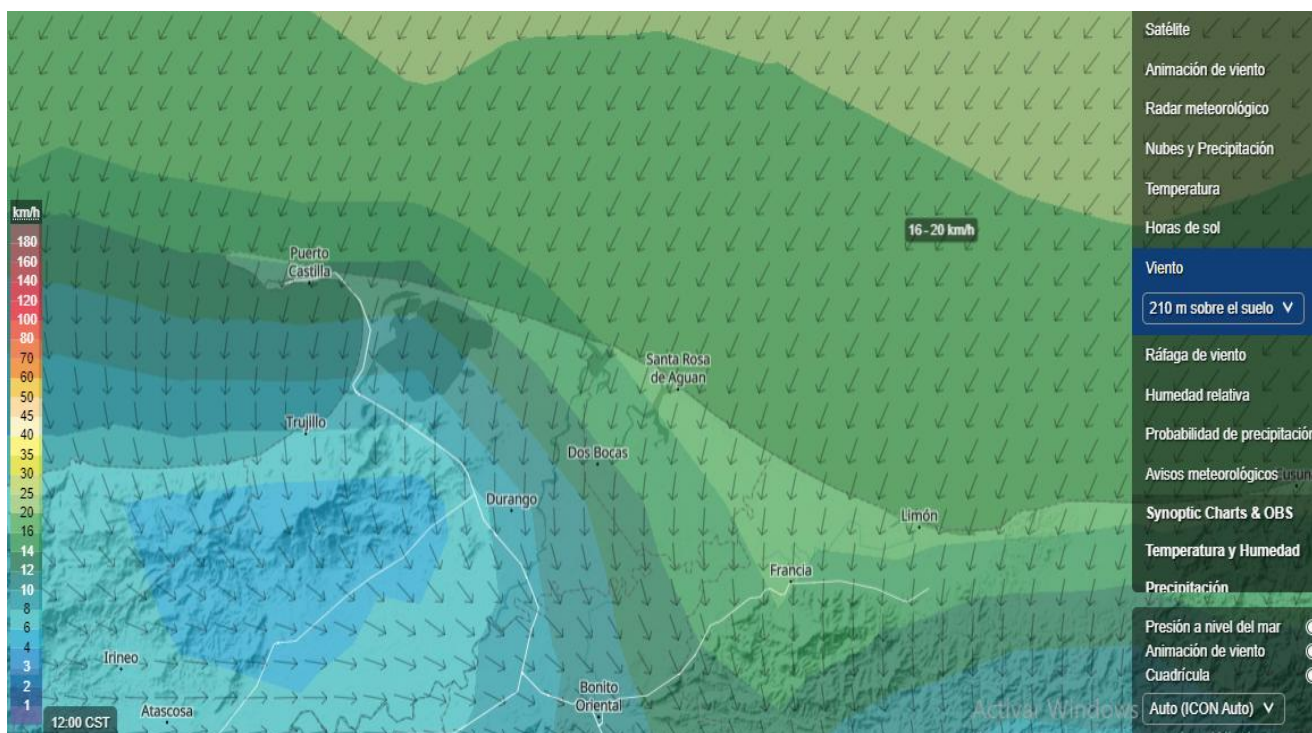 Satélite
Animación de viento
Radar meteorológico
Nubes y Precipitación
Temperatura
Horas de sol
Viento
210 m sobre el suelo
Ráfaga de viento
Humedad relativa
Probabilidad de precipitación
Avisos meteorológicos
Synoptic Charts & OBS
Temperatura y Humedad
Precipitación
Presión a nivel del mar
Animación de viento
Cuadrícula
Auto (ICON Auto)
km/h
180
160
140
120
100
80
70
60
50
45
40
35
30
25
20
16
14
12
10
8
6
4
3
2
1
12:00 CST
16 - 20 km/h
Puerto
Castilla
Santa Rosa
de Aguan
Trujillo
Dos Bocas
Durango
Limón
Francia
Irineo
Bonito
Oriental
Atascosa
Activar Windows